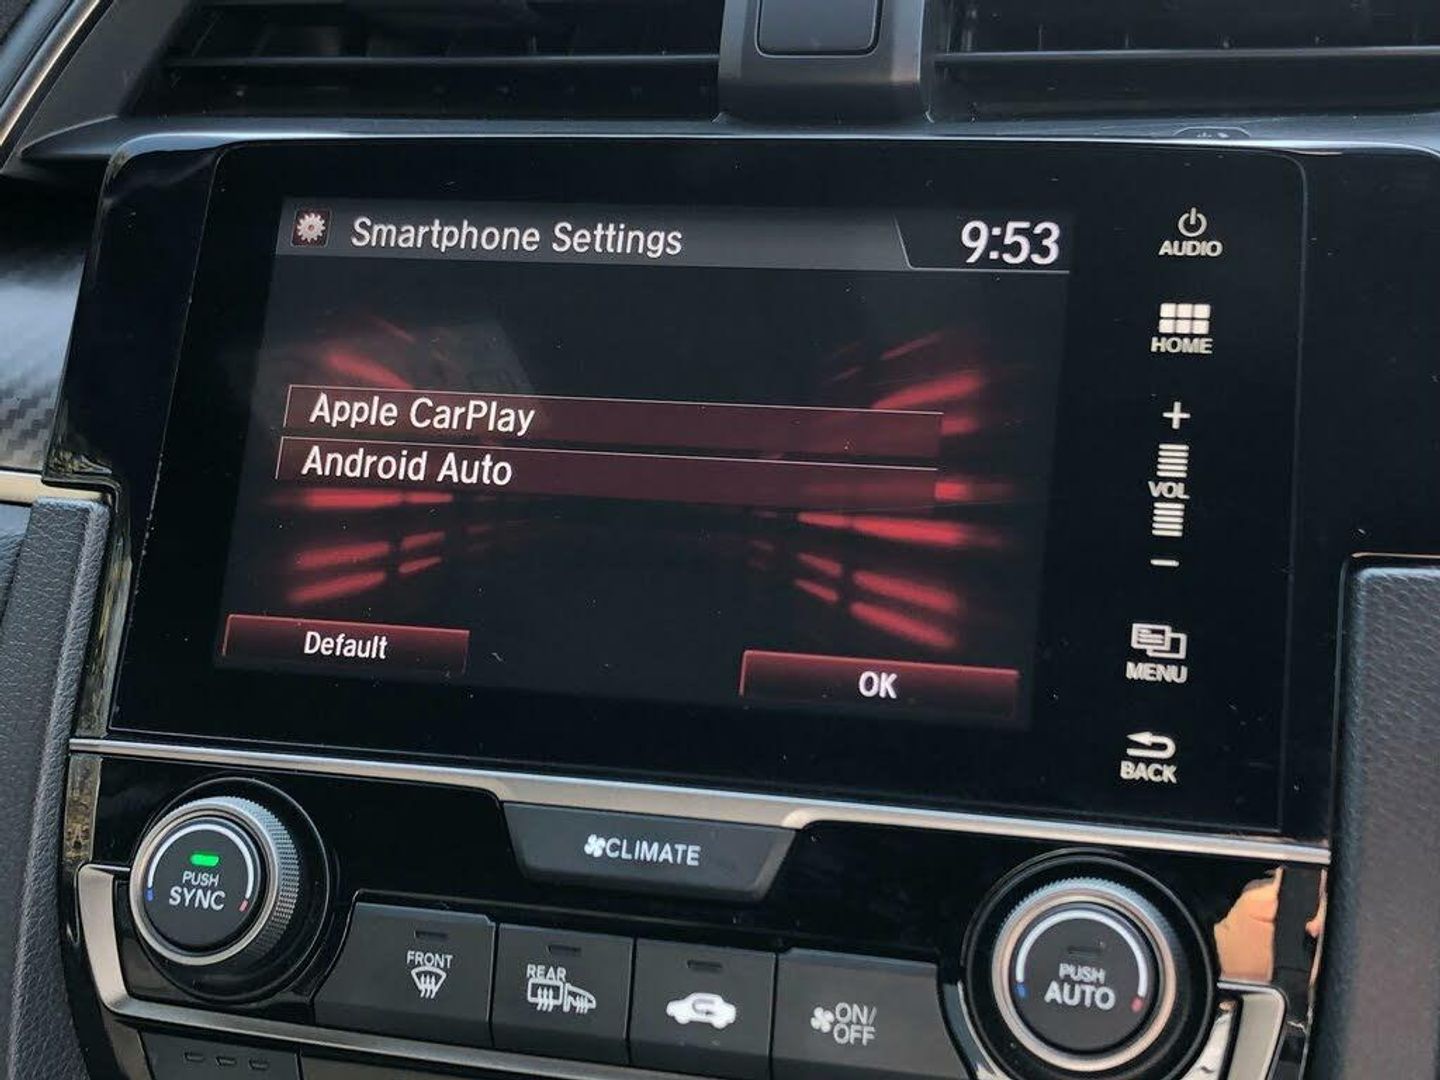 Smartphone Settings 9:53
AUDIO
HOME
Apple CarPlay
+
Android Auto
VOL
−
Default
OK
MENU
BACK
CLIMATE
PUSH
SYNC
FRONT
REAR
ON/
OFF
PUSH
AUTO